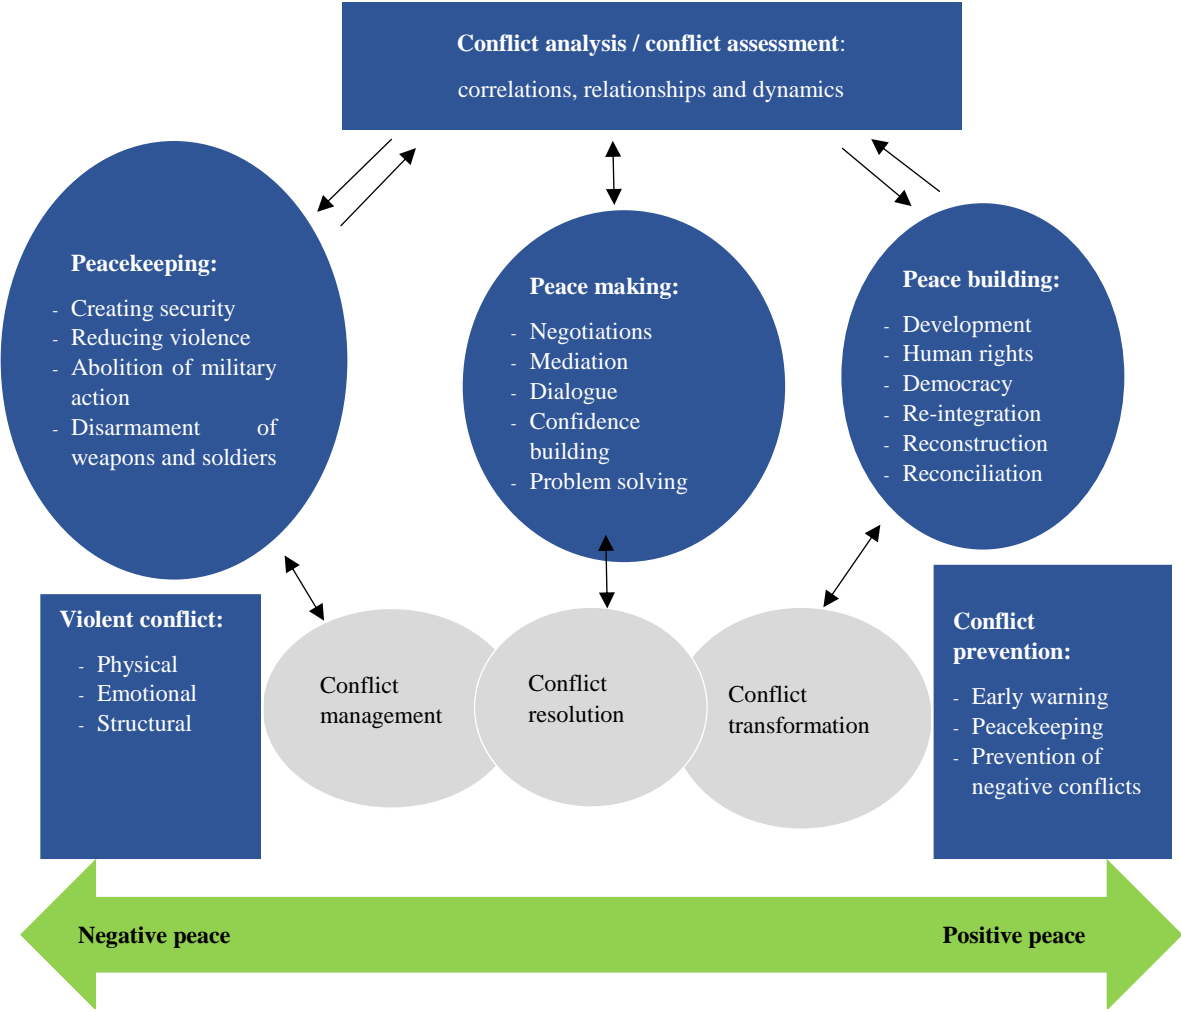 Conflict analysis / conflict assessment:
correlations, relationships and dynamics
Peacekeeping:
- Creating security
- Reducing violence
- Abolition of military
action
- Disarmament of
weapons and soldiers
Peace making:
- Negotiations
- Mediation
- Dialogue
- Confidence
building
- Problem solving
Peace building:
- Development
- Human rights
- Democracy
- Re-integration
- Reconstruction
- Reconciliation
Violent conflict:
- Physical
- Emotional
- Structural
Conflict
management
Conflict
resolution
Conflict
transformation
Conflict
prevention:
- Early warning
- Peacekeeping
- Prevention of
negative conflicts
Negative peace
Positive peace